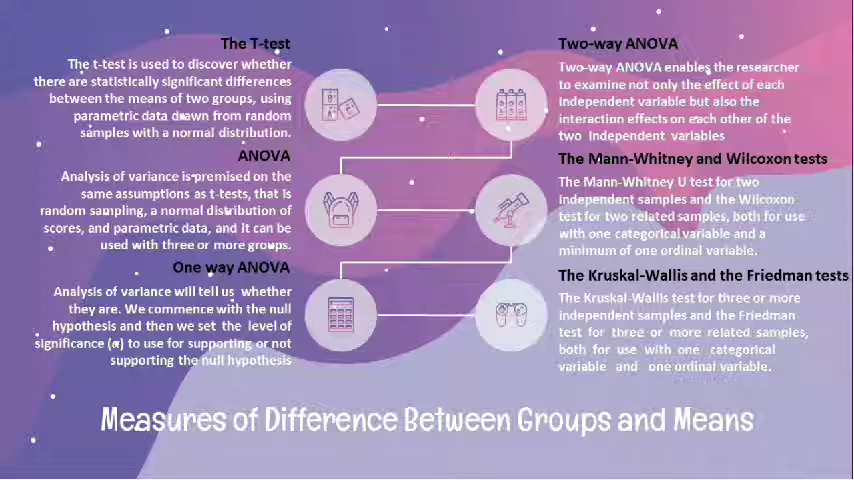 The T-test
The t-test is used to discover whether
there are statistically significant differences
between the means of two groups, using
parametric data drawn from random
samples with a normal distribution.
ANOVA
Analysis of variance is premised on the
same assumptions as t-tests, that is
random sampling, a normal distribution of
scores, and parametric data, and it can be
used with three or more groups.
One way ANOVA
Analysis of variance will tell us whether
they are. We commence with the null
hypothesis and then we set the level of
significance (α) to use for supporting or not
supporting the null hypothesis
Two-way ANOVA
Two-way ANOVA enables the researcher
to examine not only the effect of each
independent variable but also the
interaction effects on each other of the
two independent variables
The Mann-Whitney and Wilcoxon tests
The Mann-Whitney U test for two
independent samples and the Wilcoxon
test for two related samples, both for use
with one categorical variable and a
minimum of one ordinal variable.
The Kruskal-Wallis and the Friedman tests
The Kruskal-Wallis test for three or more
independent samples and the Friedman
test for three or more related samples,
both for use with one categorical
variable and one ordinal variable.
Measures of Difference Between Groups and Means